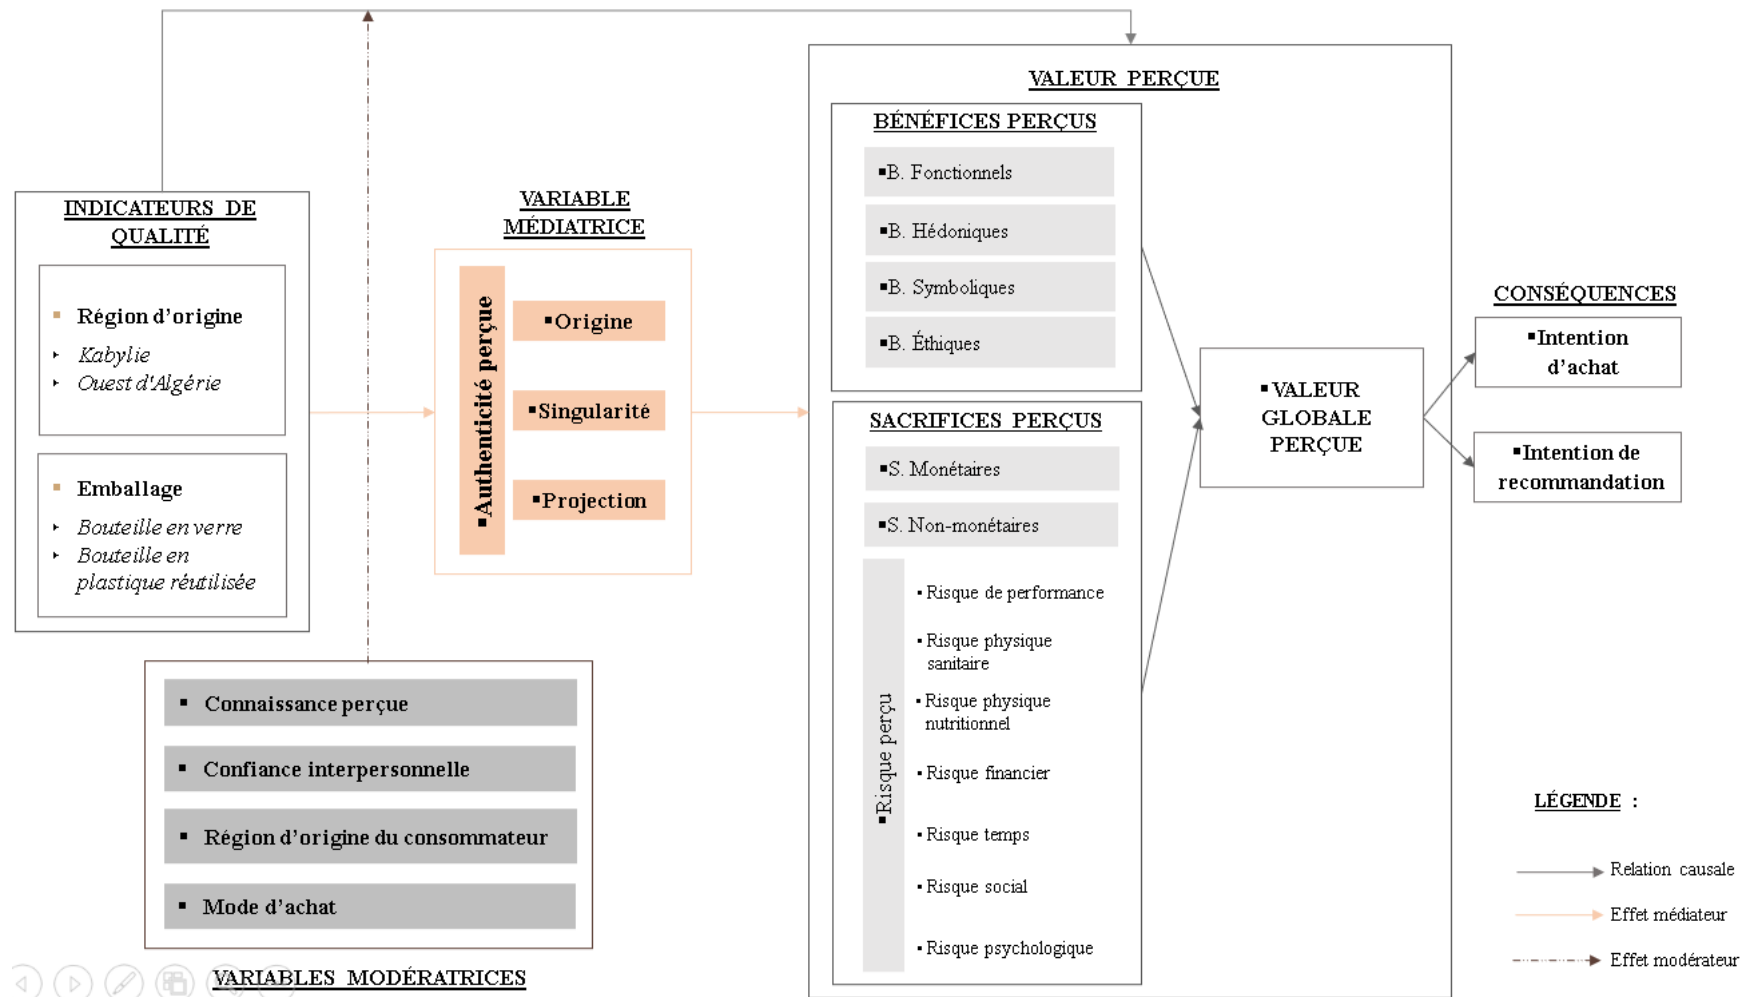 INDICATEURS DE
QUALITÉ
Région d'origine
Kabylie
Ouest d'Algérie
Emballage
Bouteille en verre
Bouteille en
plastique réutilisée
VARIABLE
MÉDIATRICE
Authenticité perçue
Origine
Singularité
Projection
Connaissance perçue
Confiance interpersonnelle
Région d'origine du consommateur
Mode d'achat
VARIABLES MODÉRATRICES
VALEUR PERÇUE
BÉNÉFICES PERÇUS
B. Fonctionnels
B. Hédoniques
B. Symboliques
B. Éthiques
SACRIFICES PERÇUS
S. Monétaires
S. Non-monétaires
Risque perçu
Risque de performance
Risque physique
sanitaire
Risque physique
nutritionnel
Risque financier
Risque temps
Risque social
Risque psychologique
VALEUR
GLOBALE
PERÇUE
CONSÉQUENCES
Intention
d'achat
Intention de
recommandation
LÉGENDE :
Relation causale
Effet médiateur
Effet modérateur